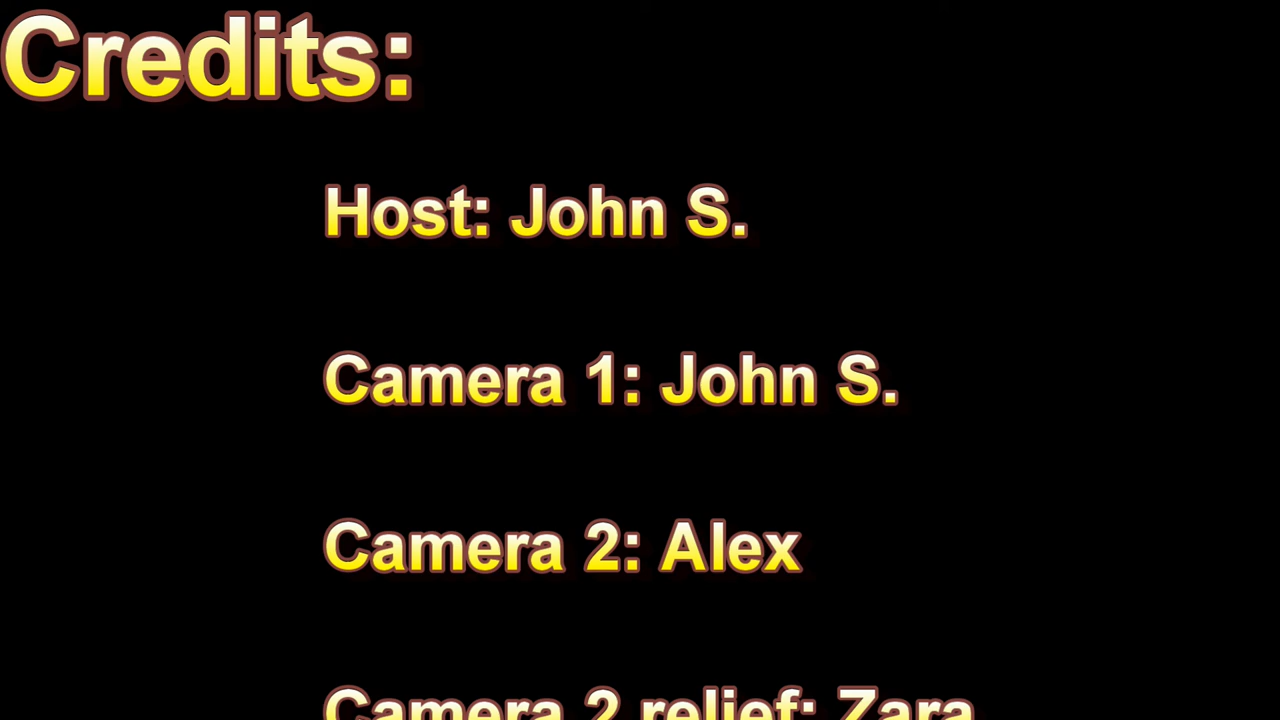 Credits:
Host: John S.
Camera 1: John S.
Camera 2: Alex
Camera 2 relief: Zara